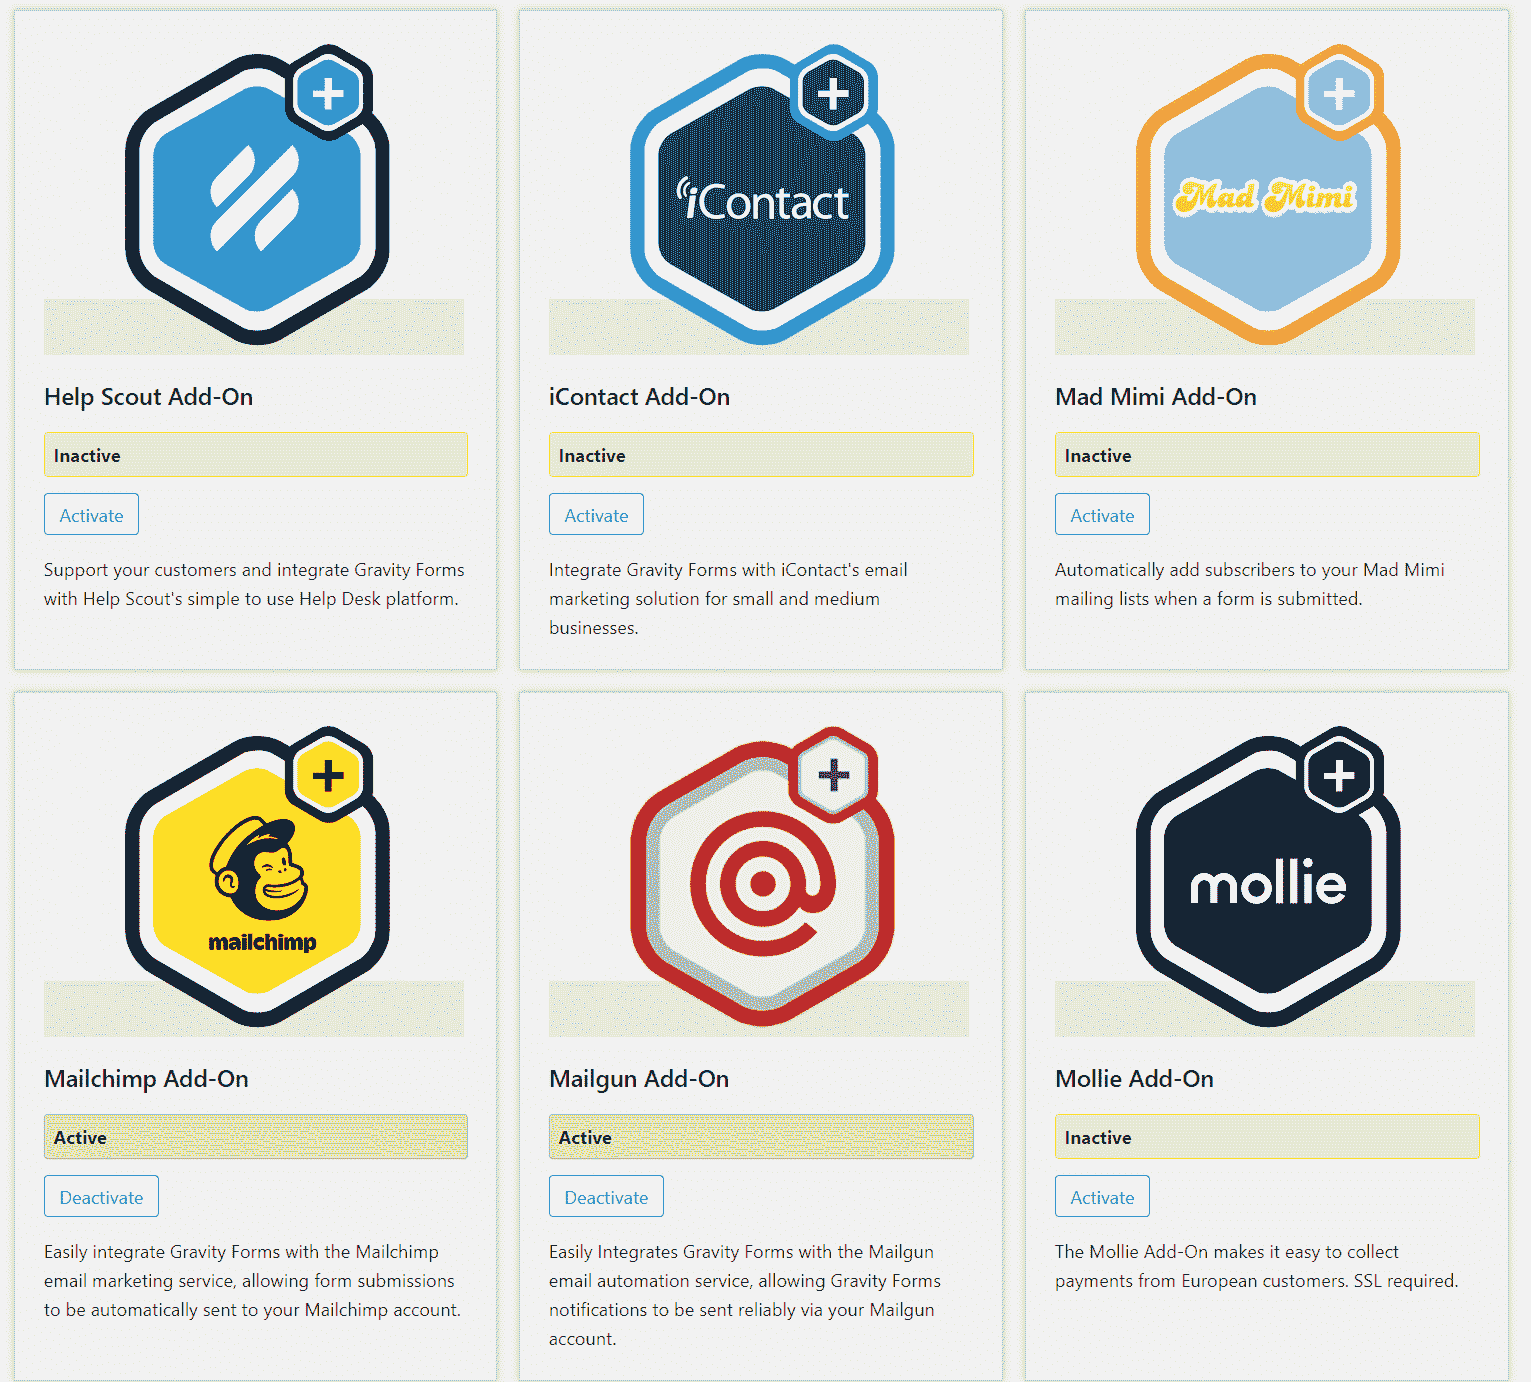 iContact
Mad Mimi
Help Scout Add-On
iContact Add-On
Mad Mimi Add-On
Inactive
Inactive
Inactive
Activate
Activate
Activate
Support your customers and integrate Gravity Forms
with Help Scout's simple to use Help Desk platform.
Integrate Gravity Forms with iContact's email
marketing solution for small and medium
businesses.
Automatically add subscribers to your Mad Mimi
mailing lists when a form is submitted.
mailchimp
mollie
Mailchimp Add-On
Mailgun Add-On
Mollie Add-On
Active
Active
Inactive
Deactivate
Deactivate
Activate
Easily integrate Gravity Forms with the Mailchimp
email marketing service, allowing form submissions
to be automatically sent to your Mailchimp account.
Easily Integrates Gravity Forms with the Mailgun
email automation service, allowing Gravity Forms
notifications to be sent reliably via your Mailgun
account.
The Mollie Add-On makes it easy to collect
payments from European customers. SSL required.